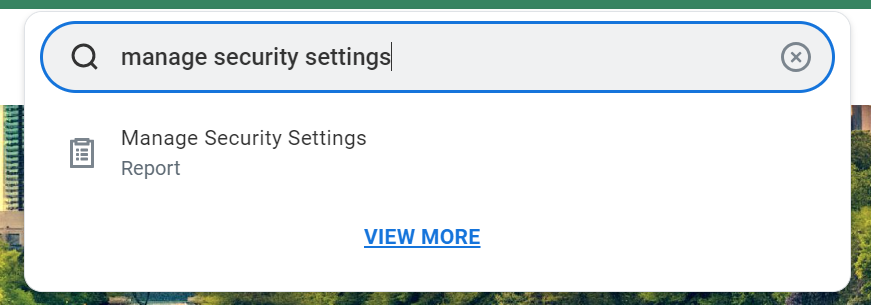 manage security settings
Manage Security Settings
Report
VIEW MORE